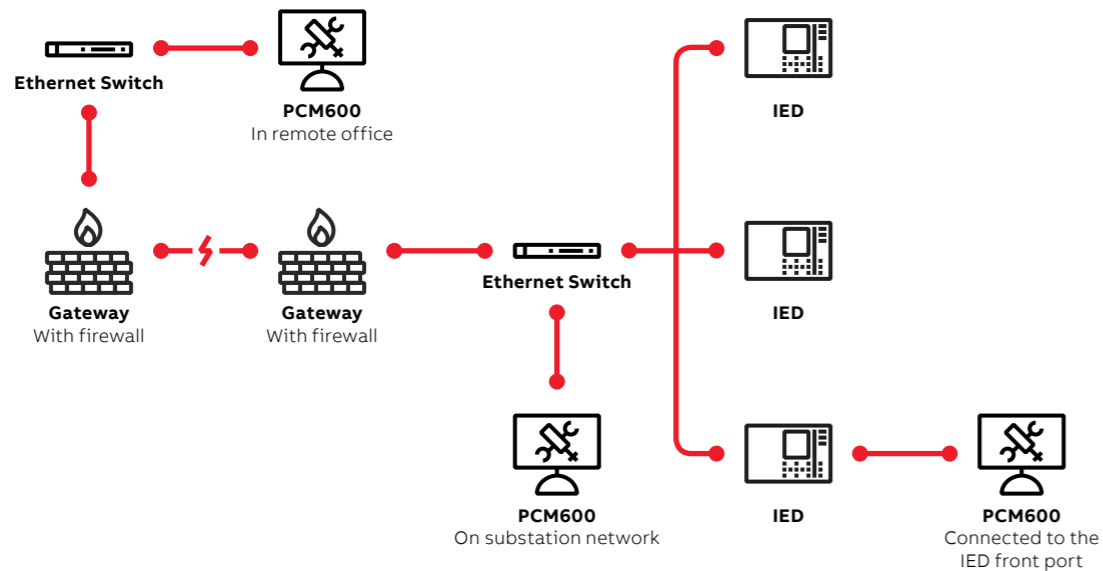 Ethernet Switch
PCM600
In remote office
IED
Gateway
With firewall
Gateway
With firewall
Ethernet Switch
IED
PCM600
On substation network
IED
PCM600
Connected to the
IED front port